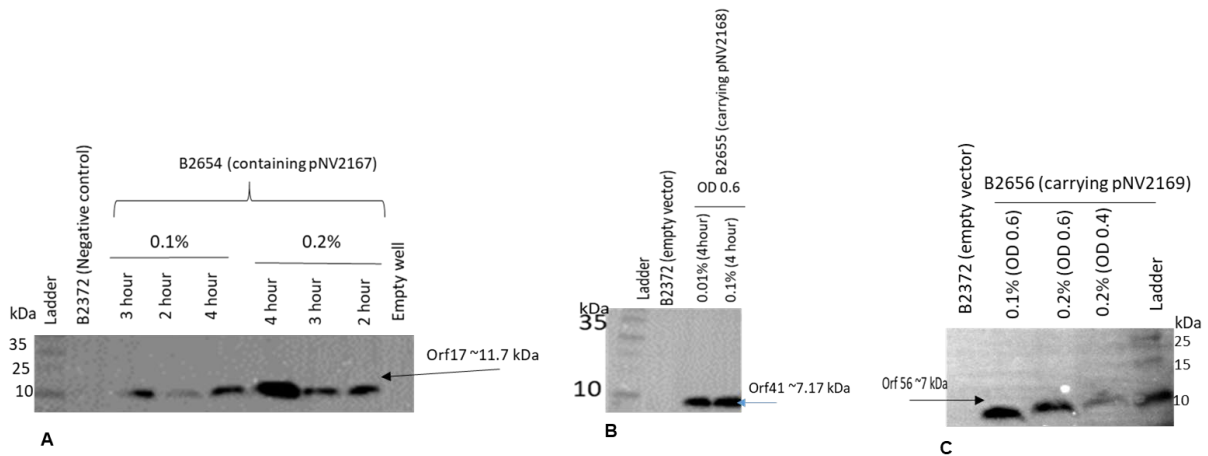 B2654 (containing pNV2167)
0.1%
0.2%
kDa
Ladder
B2372 (Negative control)
3 hour
2 hour
4 hour
4 hour
3 hour
2 hour
Empty well
35
25
10
Orf17 ~11.7 kDa
A
B2655 (carrying pNV2168)
OD 0.6
kDa
Ladder
B2372 (empty vector)
0.01% (4hour)
0.1% (4 hour)
35
10
Orf41 ~7.17 kDa
B
B2656 (carrying pNV2169)
B2372 (empty vector)
0.1% (OD 0.6)
0.2% (OD 0.6)
0.2% (OD 0.4)
Ladder
kDa
25
15
10
Orf 56 ~7 kDa
C